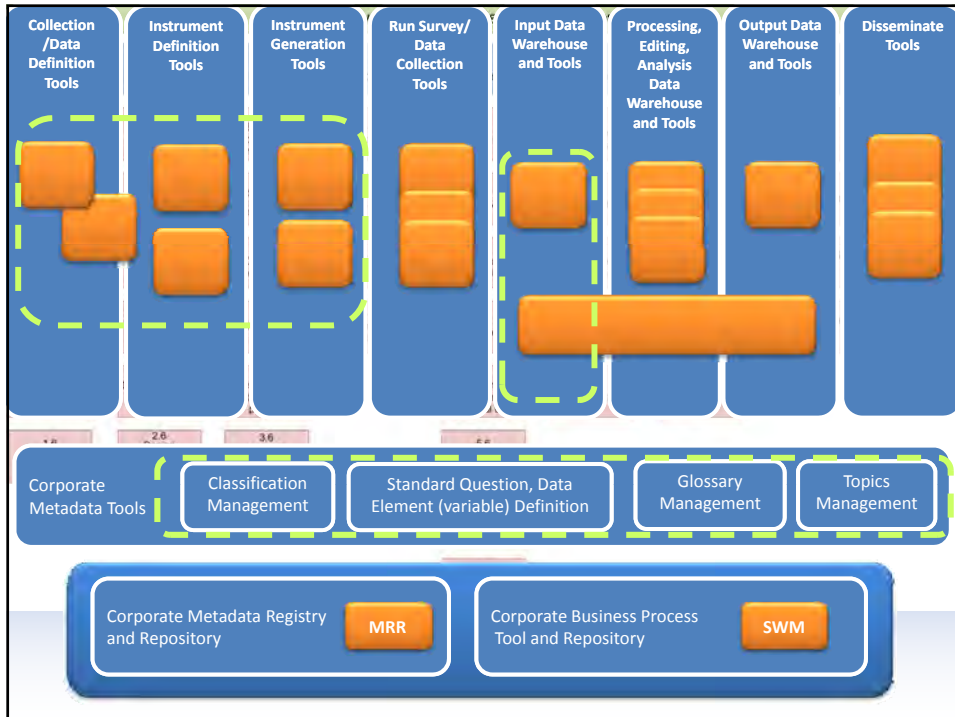 Collection
/Data
Definition
Tools
Instrument
Definition
Tools
Instrument
Generation
Tools
Run Survey/
Data
Collection
Tools
Input Data
Warehouse
and Tools
Processing,
Editing,
Analysis
Data
Warehouse
and Tools
Output Data
Warehouse
and Tools
Disseminate
Tools
2.6
3.6
Corporate
Metadata Tools
Classification
Management
Standard Question, Data
Element (variable) Definition
Glossary
Management
Topics
Management
Corporate Metadata Registry
and Repository
MRR
Corporate Business Process
Tool and Repository
SWM